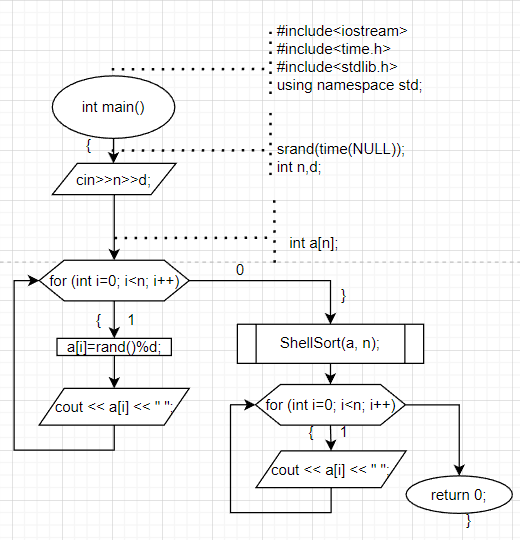 #include<iostream>
#include<time.h>
#include<stdlib.h>
using namespace std;
int main()
{
srand(time(NULL));
int n,d;
cin>>n>>d;
int a[n];
for (int i=0; i<n; i++)
0
}
{
1
a[i]=rand()%d;
cout << a[i] << " ";
ShellSort(a, n);
for (int i=0; i<n; i++)
{
1
cout << a[i] << " ";
return 0;
}